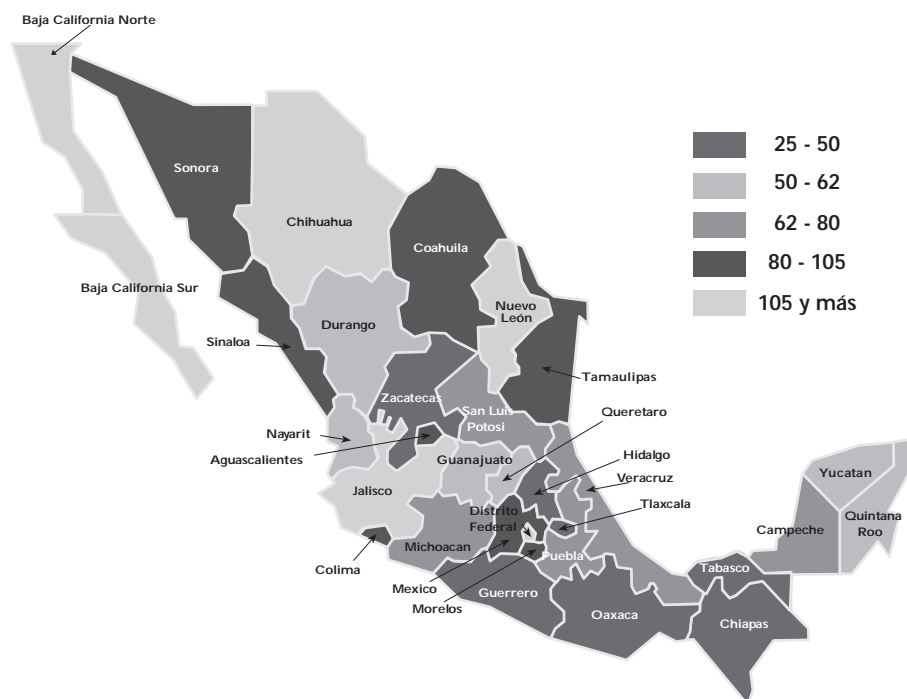 Baja California Norte
Sonora
Chihuahua
Coahuila
Baja California Sur
Nuevo
León
Durango
Sinaloa
Tamaulipas
Zacatecas
San Luis
Potosi
Queretaro
Nayarit
Aguascalientes
Guanajuato
Hidalgo
Veracruz
Jalisco
Tlaxcala
Distrito
Federal
Michoacan
Puebla
Colima
Mexico
Morelos
Guerrero
Oaxaca
Tabasco
Chiapas
Campeche
Yucatan
Quintana
Roo
25 - 50
50 - 62
62 - 80
80 - 105
105 y más